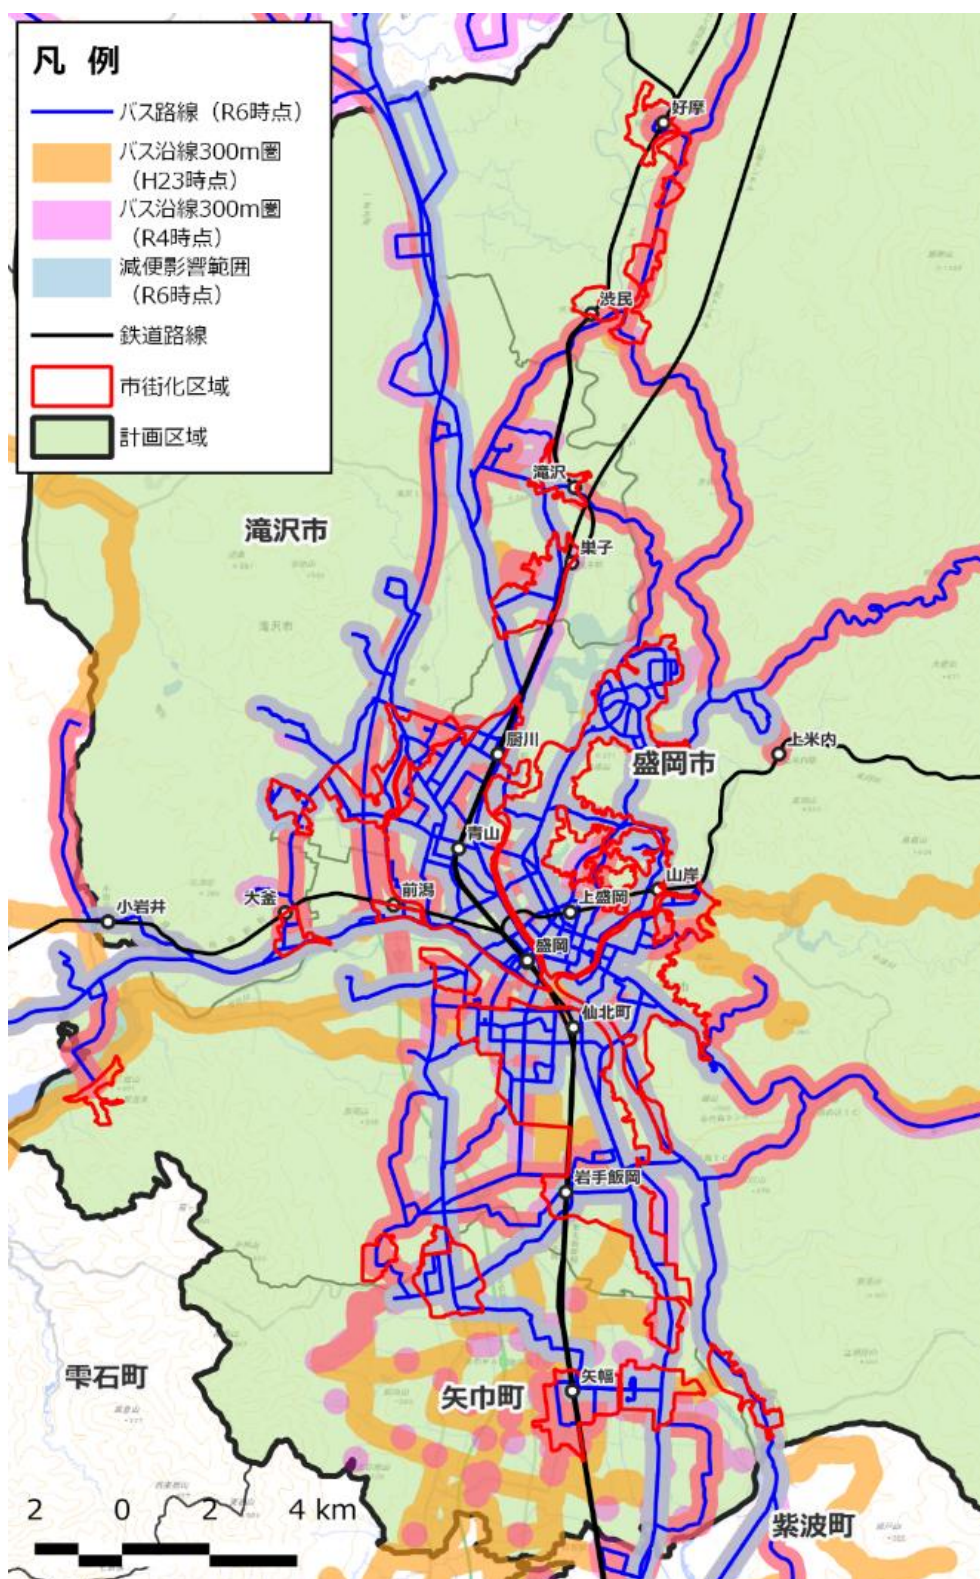 凡 例
バス路線（R6時点）
バス沿線300m圏
（H23時点）
バス沿線300m圏
（R4時点）
減便影響範囲
（R6時点）
鉄道路線
市街化区域
計画区域
好摩
渋民
滝沢
滝沢市
巣子
厨川
盛岡市
上米内
青山
山岸
大釜
前潟
上盛岡
小岩井
盛岡
仙北町
岩手飯岡
雫石町
矢巾町
矢幅
2 0 2 4 km
紫波町